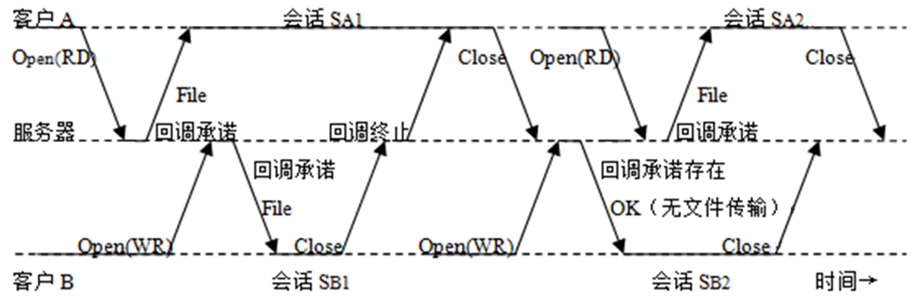 客户 A 会话 SA1 会话 SA2
Open(RD) Close Open(RD) Close
File File
服务器 回调承诺 回调终止 回调承诺
回调承诺 回调承诺存在
File OK（无文件传输）
Open(WR) Close Open(WR) Close
客户 B 会话 SB1 会话 SB2 时间→